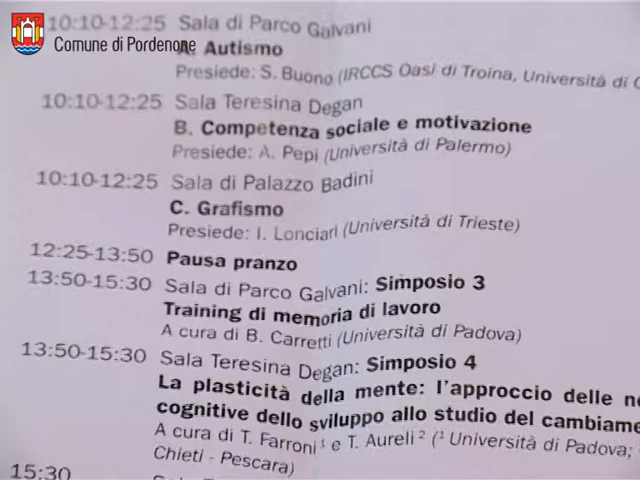 10:10-12:25 Sala di Parco Galvani
Comune di Pordenone
A. Autismo
Presiede: S. Buono (IRCCS Oasi di Troina, Università di
10:10-12:25 Sala Teresina Degan
B. Competenza sociale e motivazione
Presiede: A. Pepi (Università di Palermo)
10:10-12:25 Sala di Palazzo Badini
C. Grafismo
Presiede: I. Lonciari (Università di Trieste)
12:25-13:50 Pausa pranzo
13:50-15:30 Sala di Parco Galvani: Simposio 3
Training di memoria di lavoro
A cura di B. Carretti (Università di Padova)
13:50-15:30 Sala Teresina Degan: Simposio 4
La plasticità della mente: l'approccio delle
cognitive dello sviluppo allo studio del
A cura di T. Farroni ¹ e T. Aureli ² (¹ Università di Padova;
Chieti - Pescara)
15:30